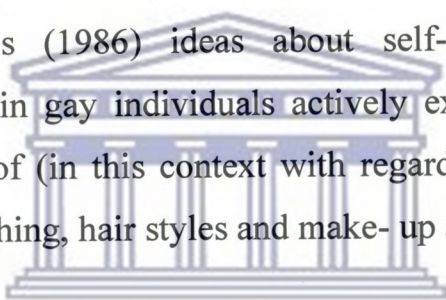 s (1986) ideas about self-
in gay individuals actively ex
of (in this context with regard
hing, hair styles and make- up